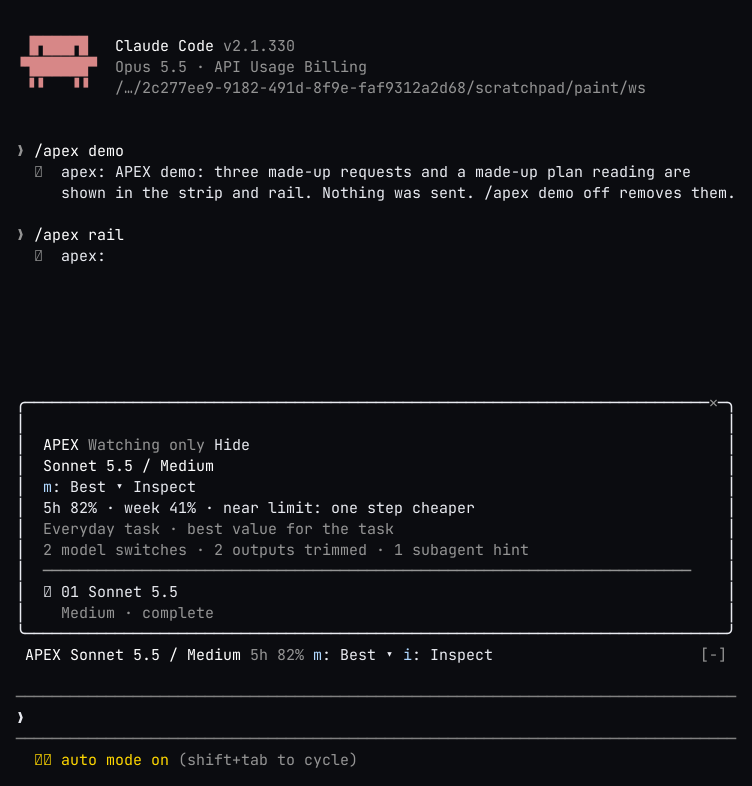 Claude Code v2.1.330
Opus 5.5 · API Usage Billing
/…/2c277ee9-9182-491d-8f9e-faf9312a2d68/scratchpad/paint/ws
❯ /apex demo
apex: APEX demo: three made-up requests and a made-up plan reading are
shown in the strip and rail. Nothing was sent. /apex demo off removes them.
❯ /apex rail
apex:
×
APEX Watching only Hide
Sonnet 5.5 / Medium
m: Best ▾ Inspect
5h 82% · week 41% · near limit: one step cheaper
Everyday task · best value for the task
2 model switches · 2 outputs trimmed · 1 subagent hint
01 Sonnet 5.5
Medium · complete
APEX Sonnet 5.5 / Medium 5h 82% m: Best ▾ i: Inspect [-]
❯
auto mode on (shift+tab to cycle)